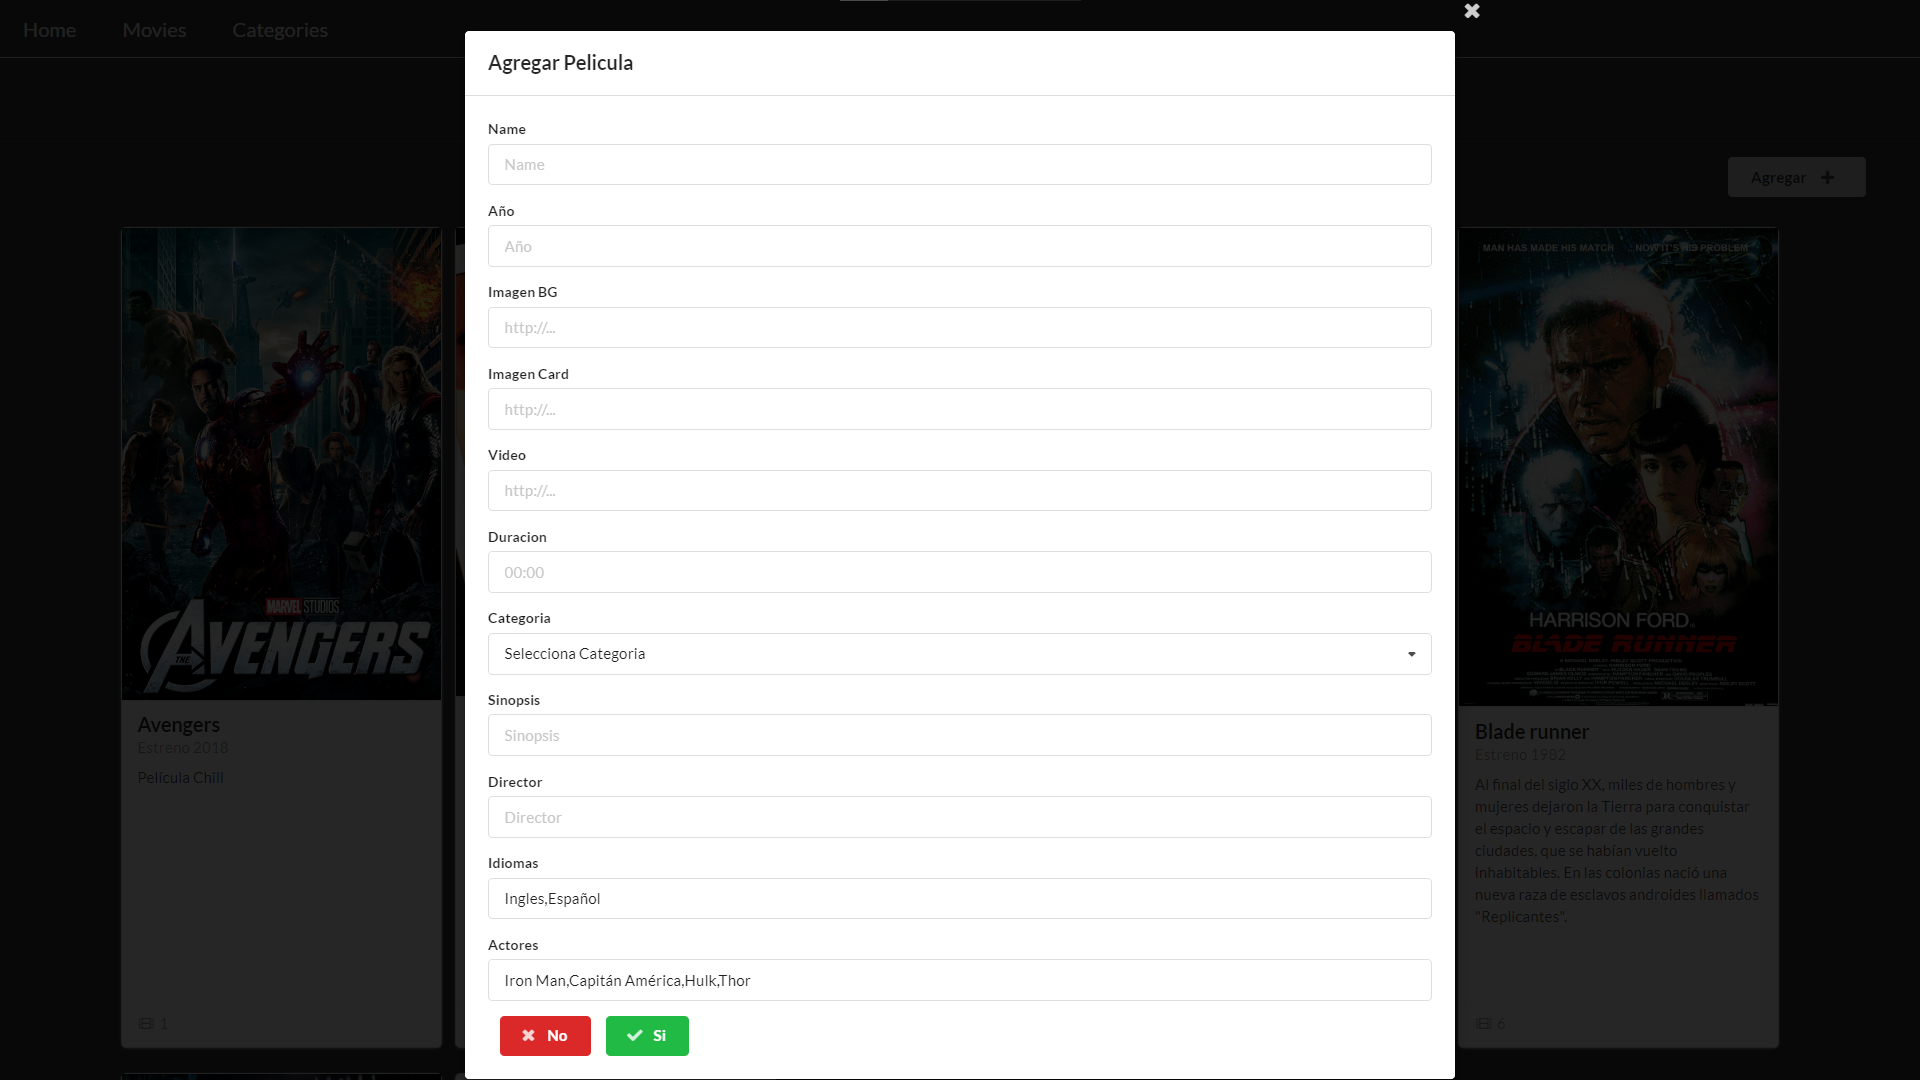 Home
Movies
Categories
Agregar Pelicula
Name
Name
Año
Año
Imagen BG
http://...
Imagen Card
http://...
Video
http://...
Duracion
00:00
Categoria
Selecciona Categoria
Sinopsis
Sinopsis
Director
Director
Idiomas
Ingles,Español
Actores
Iron Man,Capitán América,Hulk,Thor
No
Si
Agregar
MARVEL STUDIOS
THE AVENGERS
Avengers
Estreno 2018
Película Chill
1
MAN HAS MADE HIS MATCH ... NOW IT'S HIS PROBLEM
HARRISON FORD
BLADE RUNNER
Blade runner
Estreno 1982
Al final del siglo XX, miles de hombres y
mujeres dejaron la Tierra para conquistar
el espacio y escapar de las grandes
ciudades, que se habían vuelto
inhabitables. En las colonias nació una
nueva raza de esclavos androides llamados
"Replicantes".
6